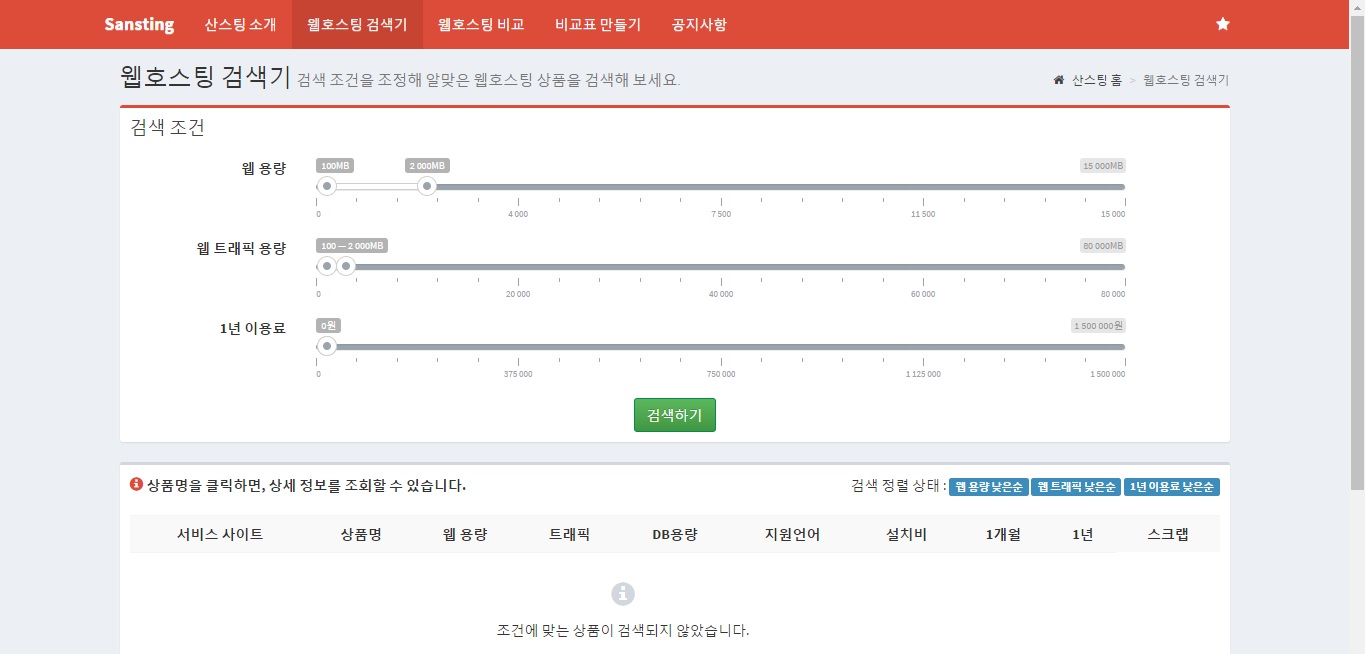 Sansting 산스팅 소개 웹호스팅 검색기 웹호스팅 비교 비교표 만들기 공지사항
웹호스팅 검색기 검색 조건을 조정해 알맞은 웹호스팅 상품을 검색해 보세요. 산스팅 홈 > 웹호스팅 검색기
검색 조건
웹 용량 100MB 2 000MB 15 000MB
0 4 000 7 500 11 500 15 000
웹 트래픽 용량 100 — 2 000MB 80 000MB
0 20 000 40 000 60 000 80 000
1년 이용료 0원 1 500 000원
0 375 000 750 000 1 125 000 1 500 000
검색하기
상품명을 클릭하면, 상세 정보를 조회할 수 있습니다. 검색 정렬 상태 : 웹 용량 낮은순 웹 트래픽 낮은순 1년 이용료 낮은순
서비스 사이트 상품명 웹 용량 트래픽 DB용량 지원언어 설치비 1개월 1년 스크랩
조건에 맞는 상품이 검색되지 않았습니다.